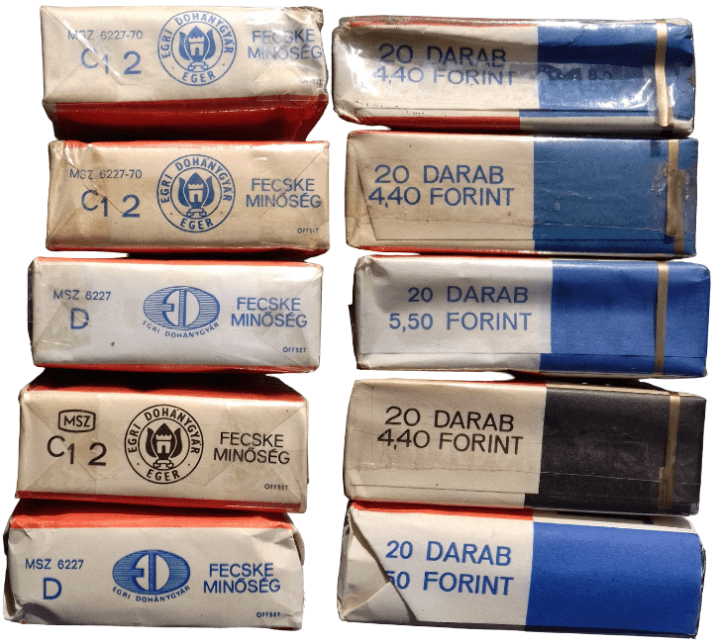 MSZ 6227-70
C1 2
EGRI DOHÁNYGYÁR
EGER
FECSKE
MINŐSÉG
20 DARAB
4,40 FORINT
MSZ 6227-70
C1 2
EGRI DOHÁNYGYÁR
EGER
FECSKE
MINŐSÉG
OFFSET
20 DARAB
4,40 FORINT
MSZ 6227
D
ED
EGRI DOHÁNYGYÁR
FECSKE
MINŐSÉG
OFFSET
20 DARAB
5,50 FORINT
MSZ
C1 2
EGRI DOHÁNYGYÁR
EGER
FECSKE
MINŐSÉG
OFFSET
20 DARAB
4,40 FORINT
MSZ 6227
D
ED
EGRI DOHÁNYGYÁR
FECSKE
MINŐSÉG
OFFSET
20 DARAB
50 FORINT